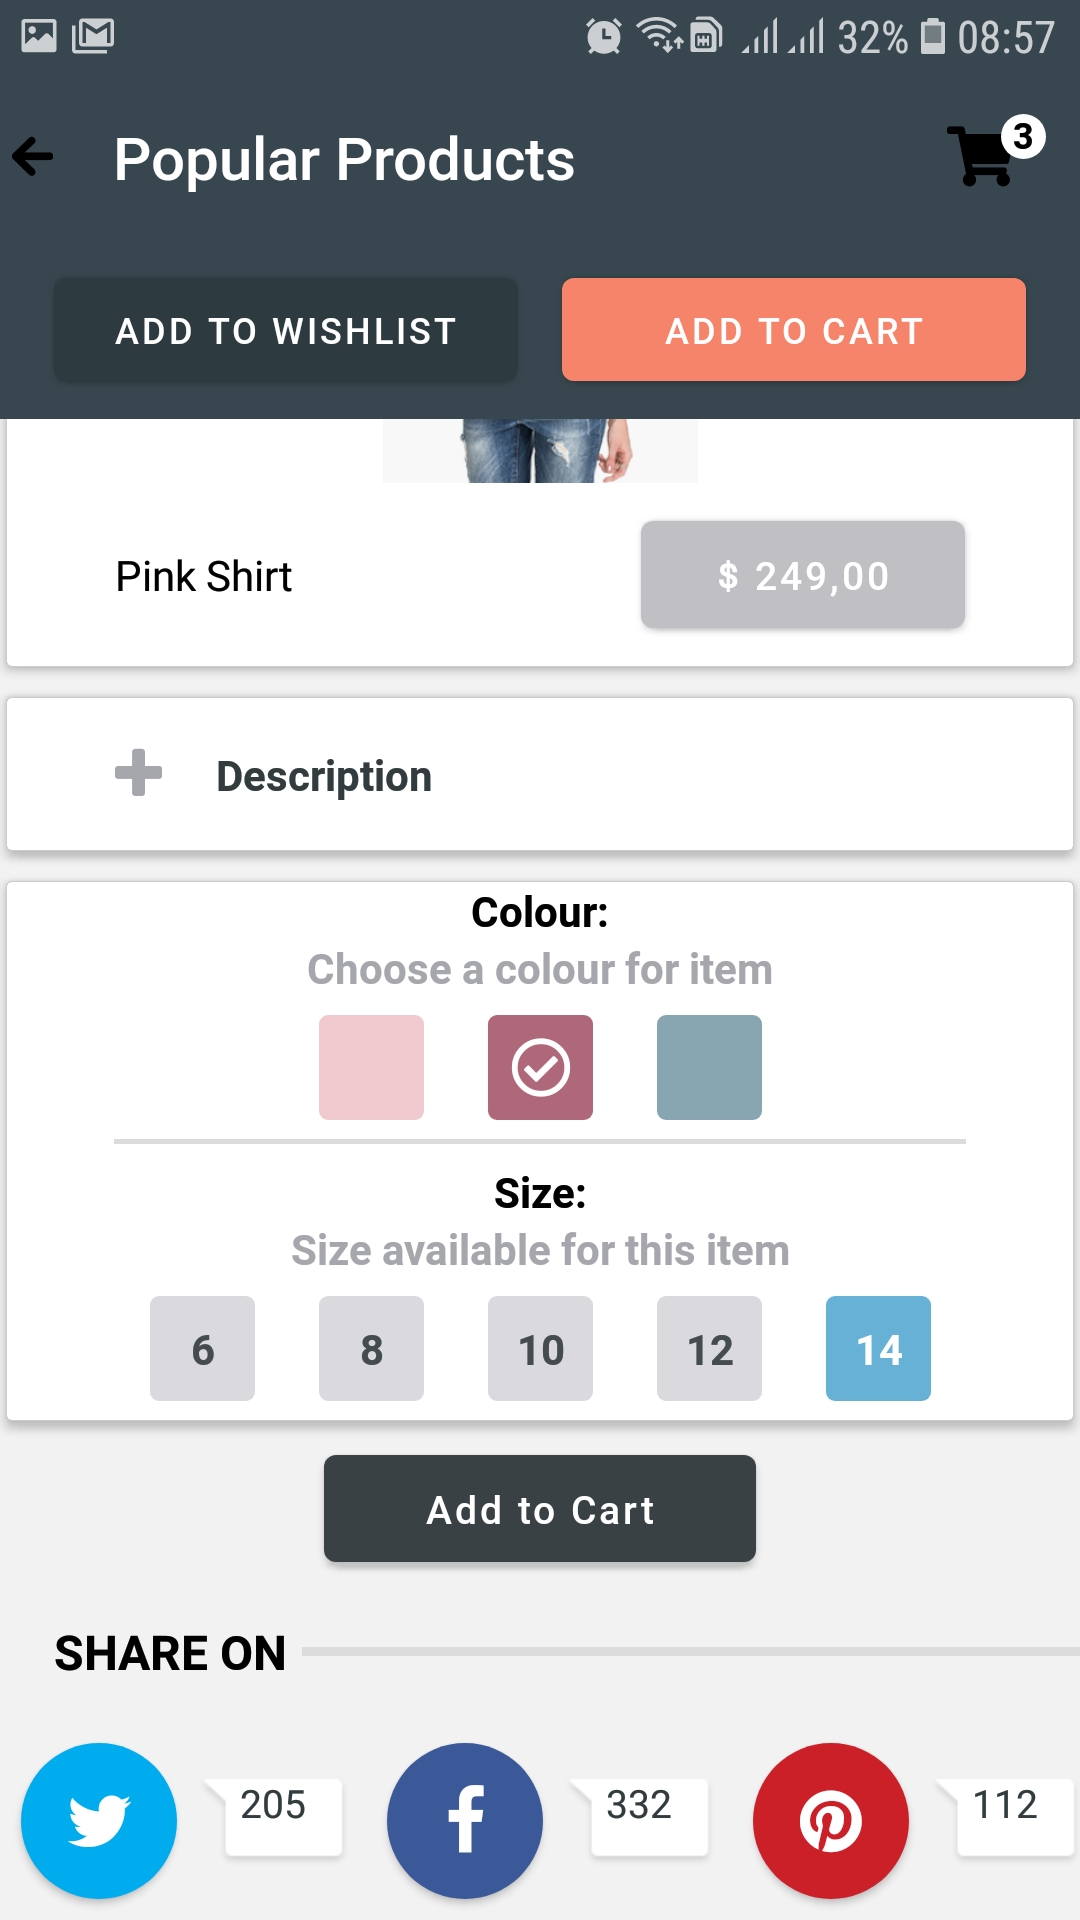 32% 08:57
Popular Products
3
ADD TO WISHLIST
ADD TO CART
Pink Shirt
$ 249,00
Description
Colour:
Choose a colour for item
Size:
Size available for this item
6 8 10 12 14
Add to Cart
SHARE ON
205 332 112